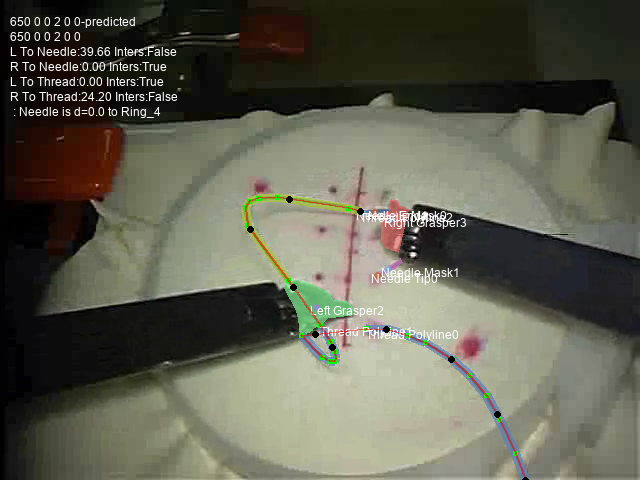 650 0 0 2 0 0-predicted
650 0 0 2 0 0
L To Needle:39.66 Inters:False
R To Needle:0.00 Inters:True
L To Thread:0.00 Inters:True
R To Thread:24.20 Inters:False
: Needle is d=0.0 to Ring_4
Right Grasper3
Needle Mask1
Needle Tip0
Left Grasper2
Thread Polyline0